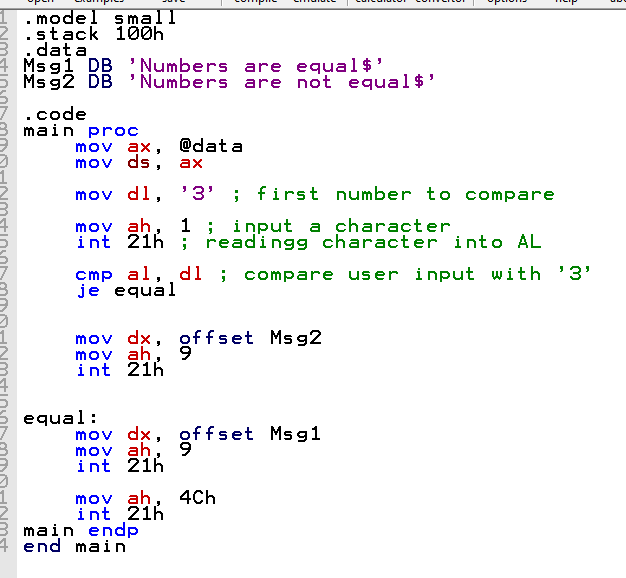 open examples save compile emulate calculator convertor options help about
.model small
.stack 100h
.data
Msg1 DB 'Numbers are equal$'
Msg2 DB 'Numbers are not equal$'
.code
main proc
mov ax, @data
mov ds, ax
mov dl, '3' ; first number to compare
mov ah, 1 ; input a character
int 21h ; readingg character into AL
cmp al, dl ; compare user input with '3'
je equal
mov dx, offset Msg2
mov ah, 9
int 21h
equal:
mov dx, offset Msg1
mov ah, 9
int 21h
mov ah, 4Ch
int 21h
main endp
end main